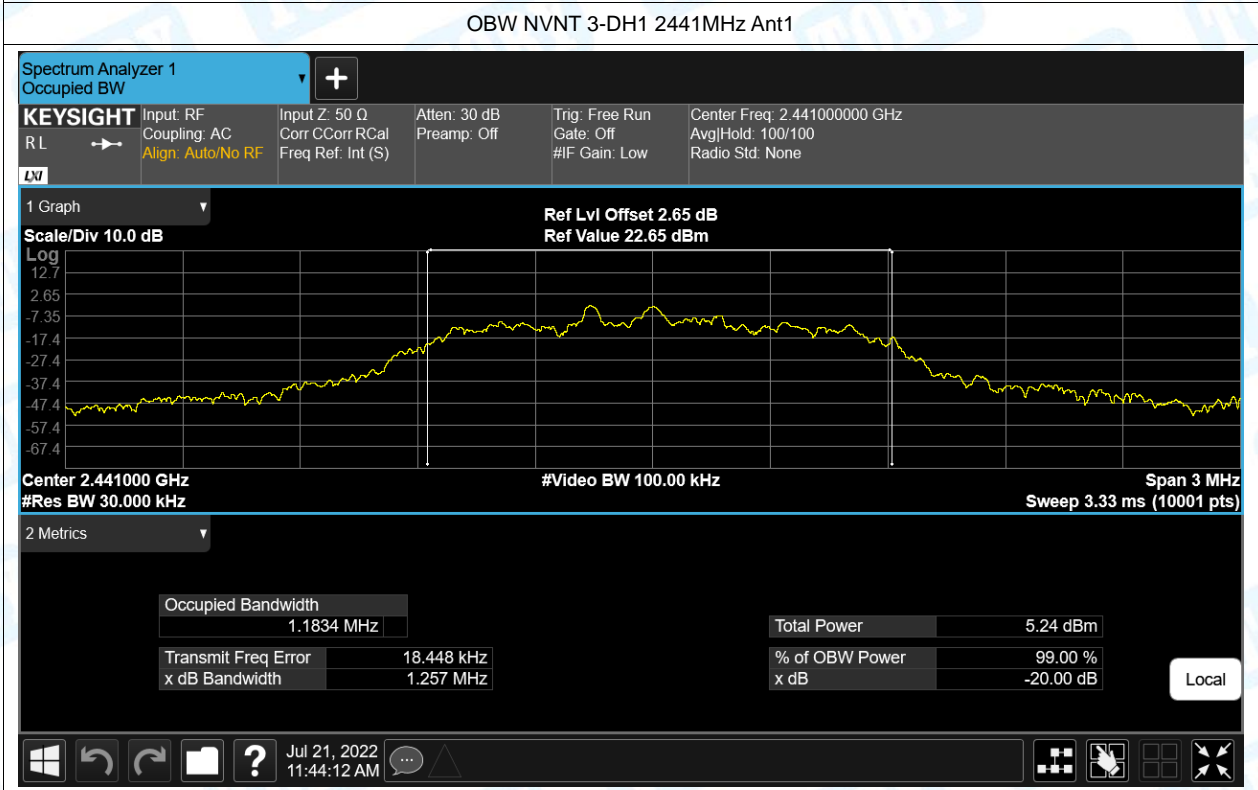 OBW NVNT 3-DH1 2441MHz Ant1
Spectrum Analyzer 1
Occupied BW
KEYSIGHT Input: RF Input Z: 50 Ω Atten: 30 dB Trig: Free Run Center Freq: 2.441000000 GHz
RL Coupling: AC Corr CCorr RCal Preamp: Off Gate: Off Avg|Hold: 100/100
Align: Auto/No RF Freq Ref: Int (S) #IF Gain: Low Radio Std: None
LXI
1 Graph
Ref Lvl Offset 2.65 dB
Scale/Div 10.0 dB Ref Value 22.65 dBm
Log
12.7
2.65
-7.35
-17.4
-27.4
-37.4
-47.4
-57.4
-67.4
Center 2.441000 GHz #Video BW 100.00 kHz Span 3 MHz
#Res BW 30.000 kHz Sweep 3.33 ms (10001 pts)
2 Metrics
Occupied Bandwidth
1.1834 MHz Total Power 5.24 dBm
Transmit Freq Error 18.448 kHz % of OBW Power 99.00 %
x dB Bandwidth 1.257 MHz x dB -20.00 dB
Local
? Jul 21, 2022
11:44:12 AM